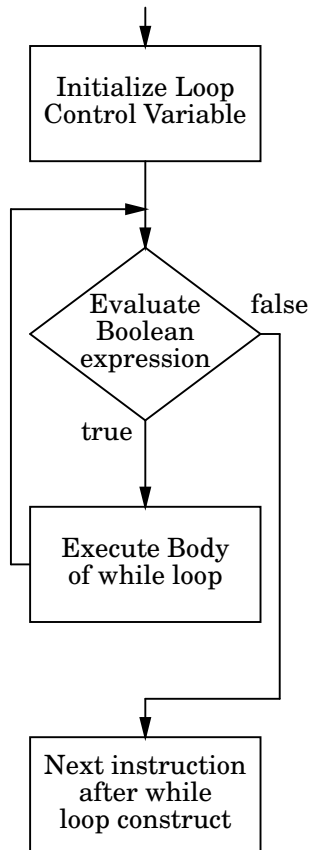 Initialize Loop
Control Variable
Evaluate
Boolean
expression
false
true
Execute Body
of while loop
Next instruction
after while
loop construct